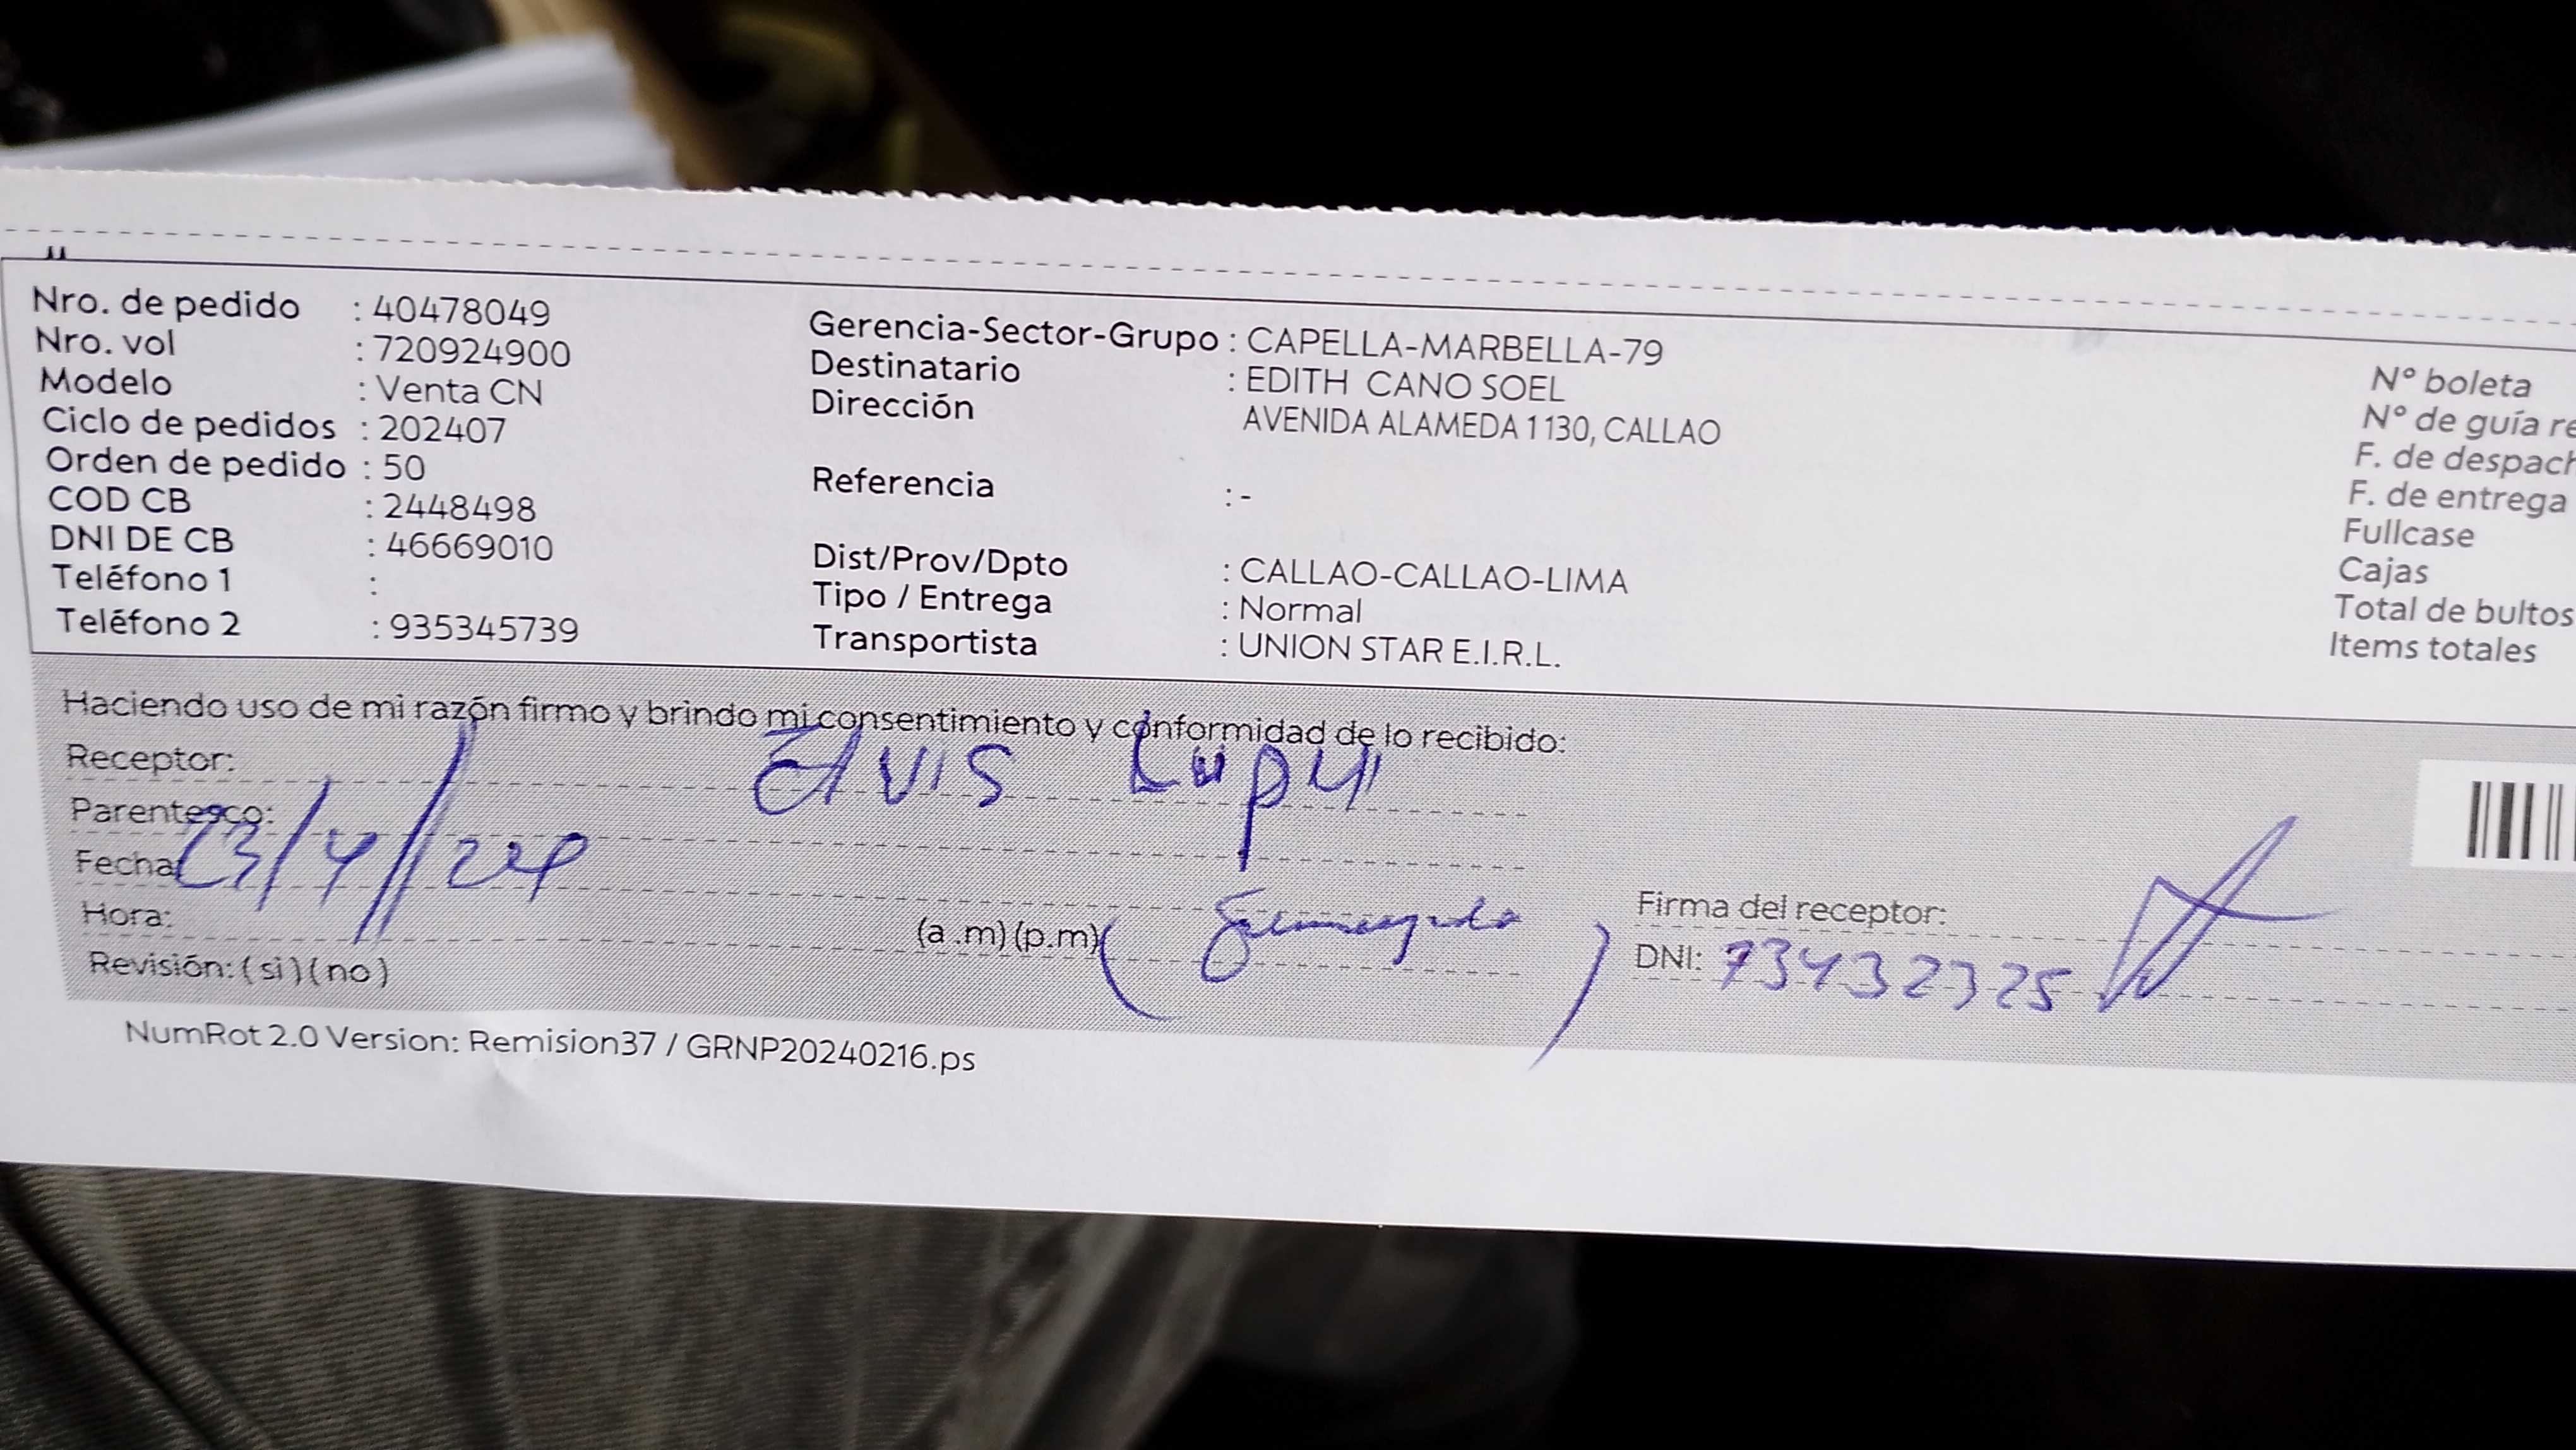 Nro. de pedido : 40478049
Nro. vol : 720924900
Modelo : Venta CN
Ciclo de pedidos : 202407
Orden de pedido : 50
COD CB : 2448498
DNI DE CB : 46669010
Teléfono 1 :
Teléfono 2 : 935345739
Gerencia-Sector-Grupo : CAPELLA-MARBELLA-79
Destinatario : EDITH CANO SOEL
Dirección AVENIDA ALAMEDA 1130, CALLAO
Referencia : -
Dist/Prov/Dpto : CALLAO-CALLAO-LIMA
Tipo / Entrega : Normal
Transportista : UNION STAR E.I.R.L.
N° boleta
N° de guía re
F. de despach
F. de entrega
Fullcase
Cajas
Total de bultos
Items totales
Haciendo uso de mi razón firmo y brindo mi consentimiento y conformidad de lo recibido:
Receptor: Elvis
Parentesco:
Fecha
Hora: (a .m) (p.m)
Revisión: ( si ) ( no )
Firma del receptor:
DNI: 73432325
NumRot 2.0 Version: Remision37 / GRNP20240216.ps